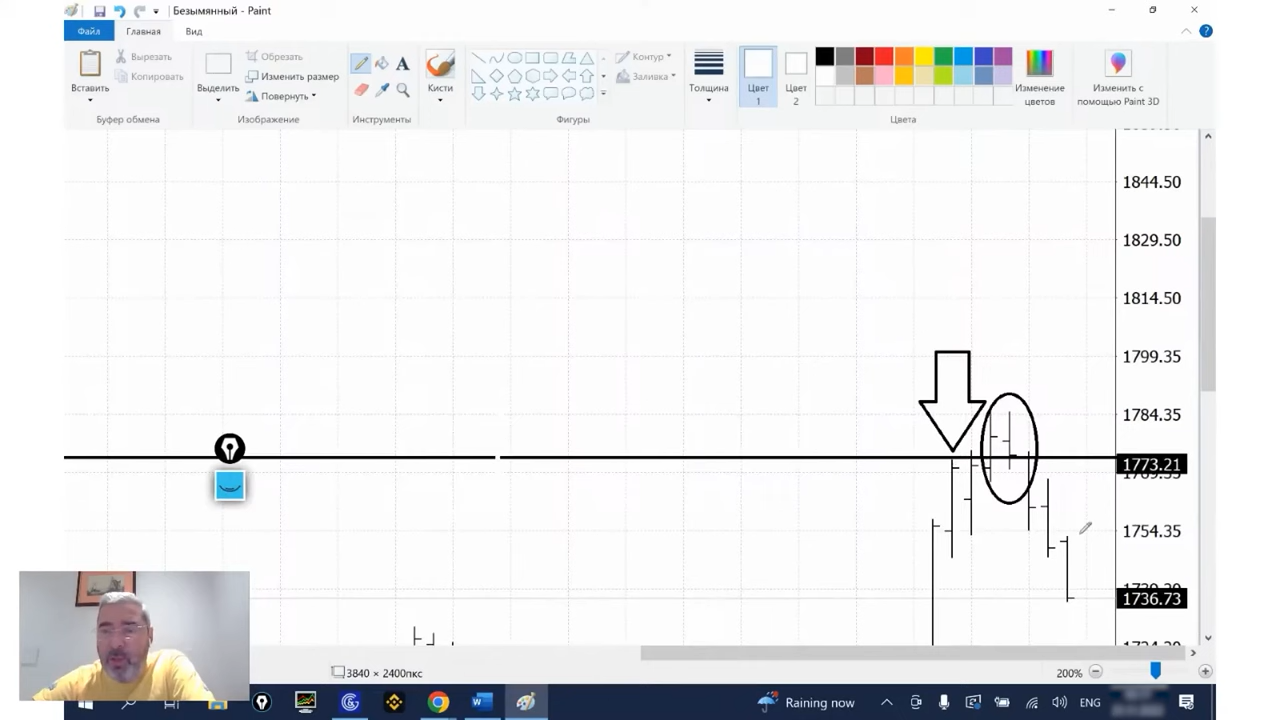 Безымянный - Paint
Файл
Главная
Вид
Вставить
Вырезать
Копировать
Буфер обмена
Выделить
Обрезать
Изменить размер
Повернуть
Изображение
Инструменты
A
Кисти
Контур
Заливка
Фигуры
Толщина
Цвет
1
Цвет
2
Изменение
цветов
Цвета
Изменить с
помощью Paint 3D
1844.50
1829.50
1814.50
1799.35
1784.35
1773.21
1754.35
1736.73
3840 × 2400пкс
200%
Raining now
ENG